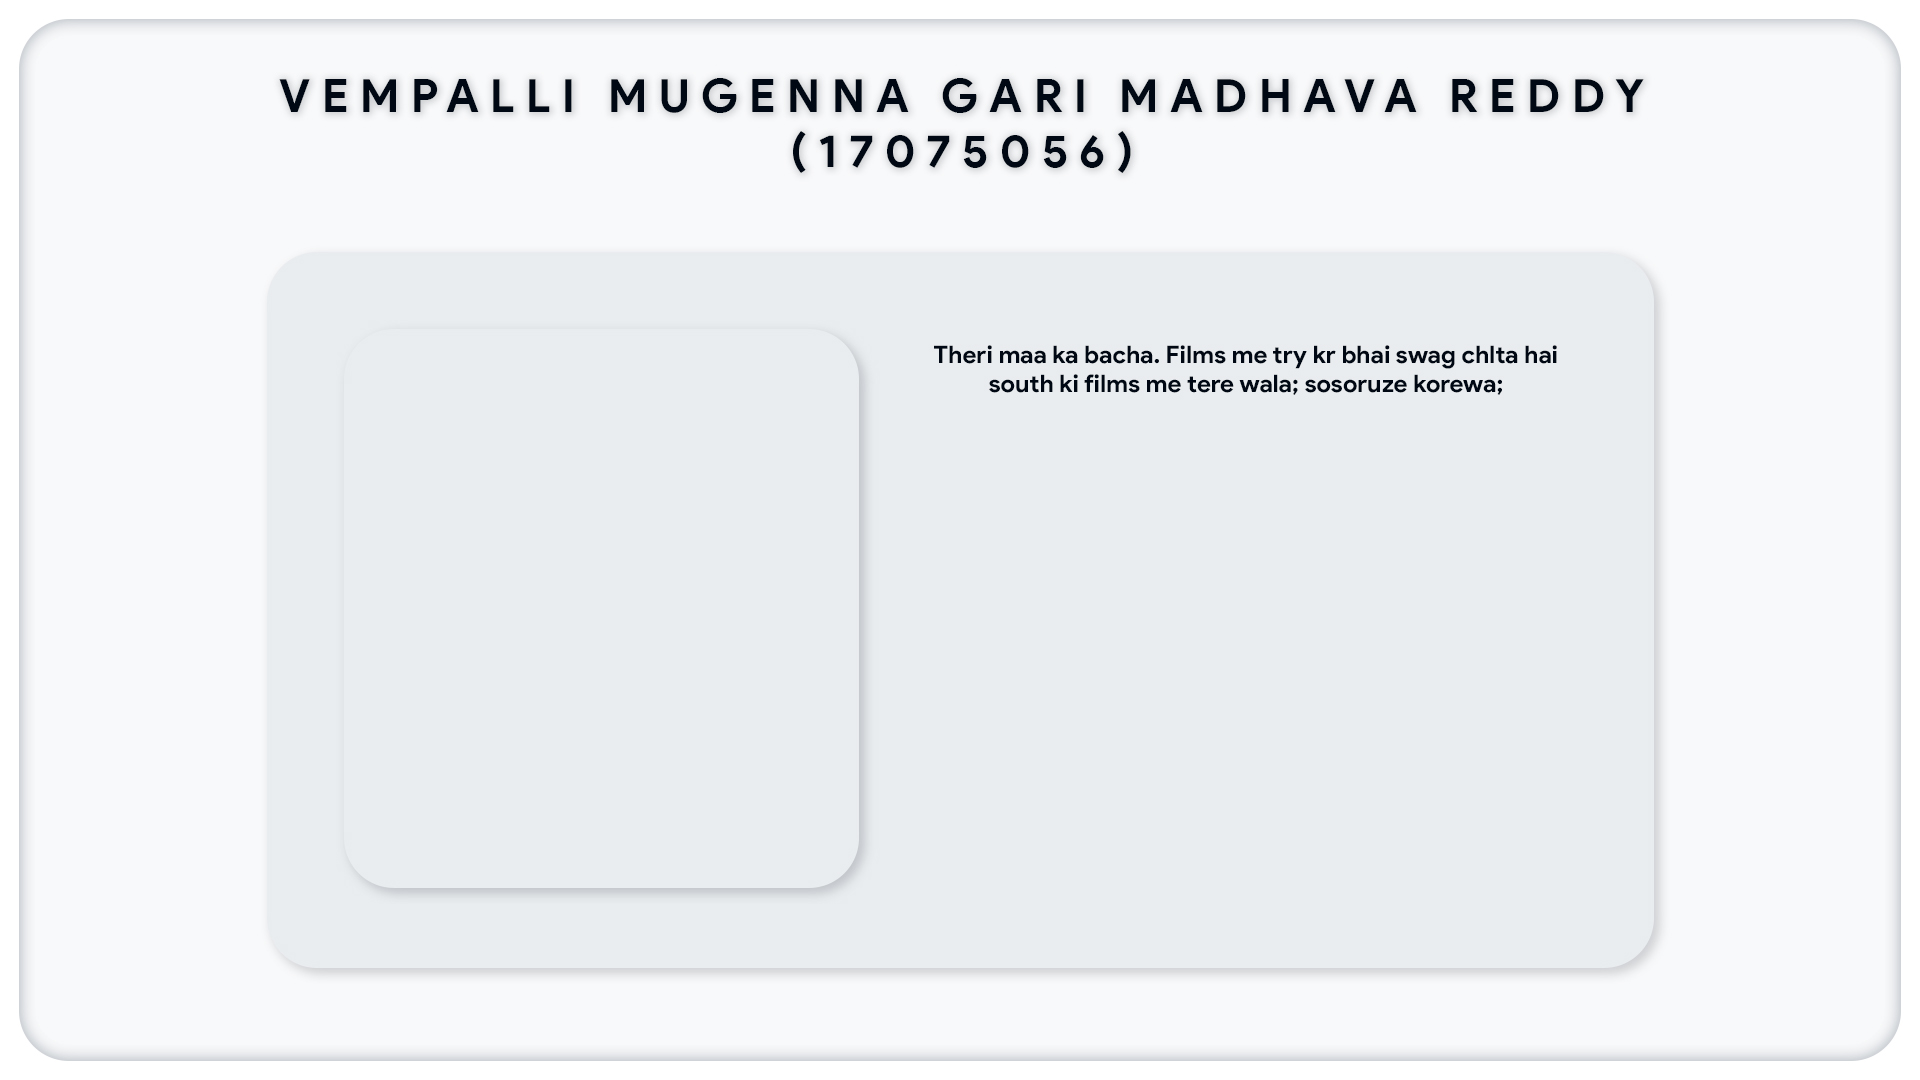 VEMPALLI MUGENNA GARI MADHAVA REDDY
(17075056)
Theri maa ka bacha. Films me try kr bhai swag chlta hai
south ki films me tere wala; sosoruze korewa;